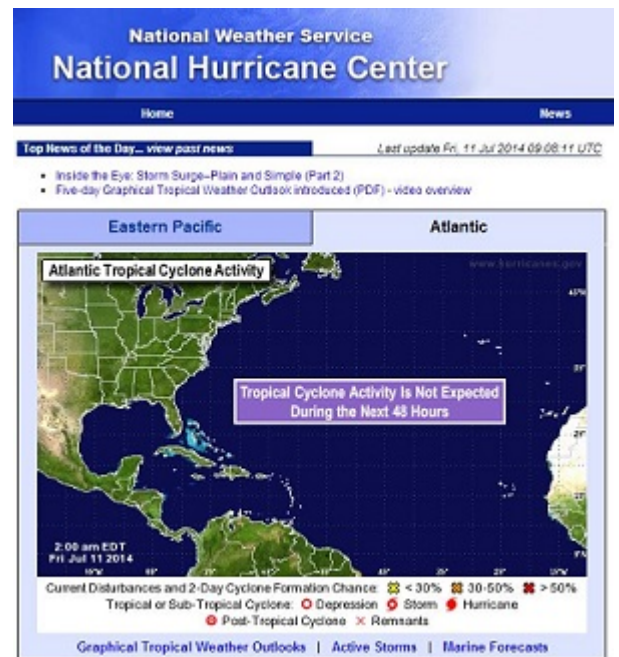 National Weather Service
National Hurricane Center
Home News
Top News of the Day... view past news Last update Fri, 11 Jul 2014 09:08:11 UTC
Inside the Eye: Storm Surge--Plain and Simple (Part 2)
Five-day Graphical Tropical Weather Outlook introduced (PDF) - video overview
Eastern Pacific Atlantic
Atlantic Tropical Cyclone Activity www.hurricanes.gov
Tropical Cyclone Activity Is Not Expected
During the Next 48 Hours
2:00 am EDT
Fri Jul 11 2014
Current Disturbances and 2-Day Cyclone Formation Chance: < 30% 30-50% > 50%
Tropical or Sub-Tropical Cyclone: Depression Storm Hurricane
Post-Tropical Cyclone Remnants
Graphical Tropical Weather Outlooks | Active Storms | Marine Forecasts